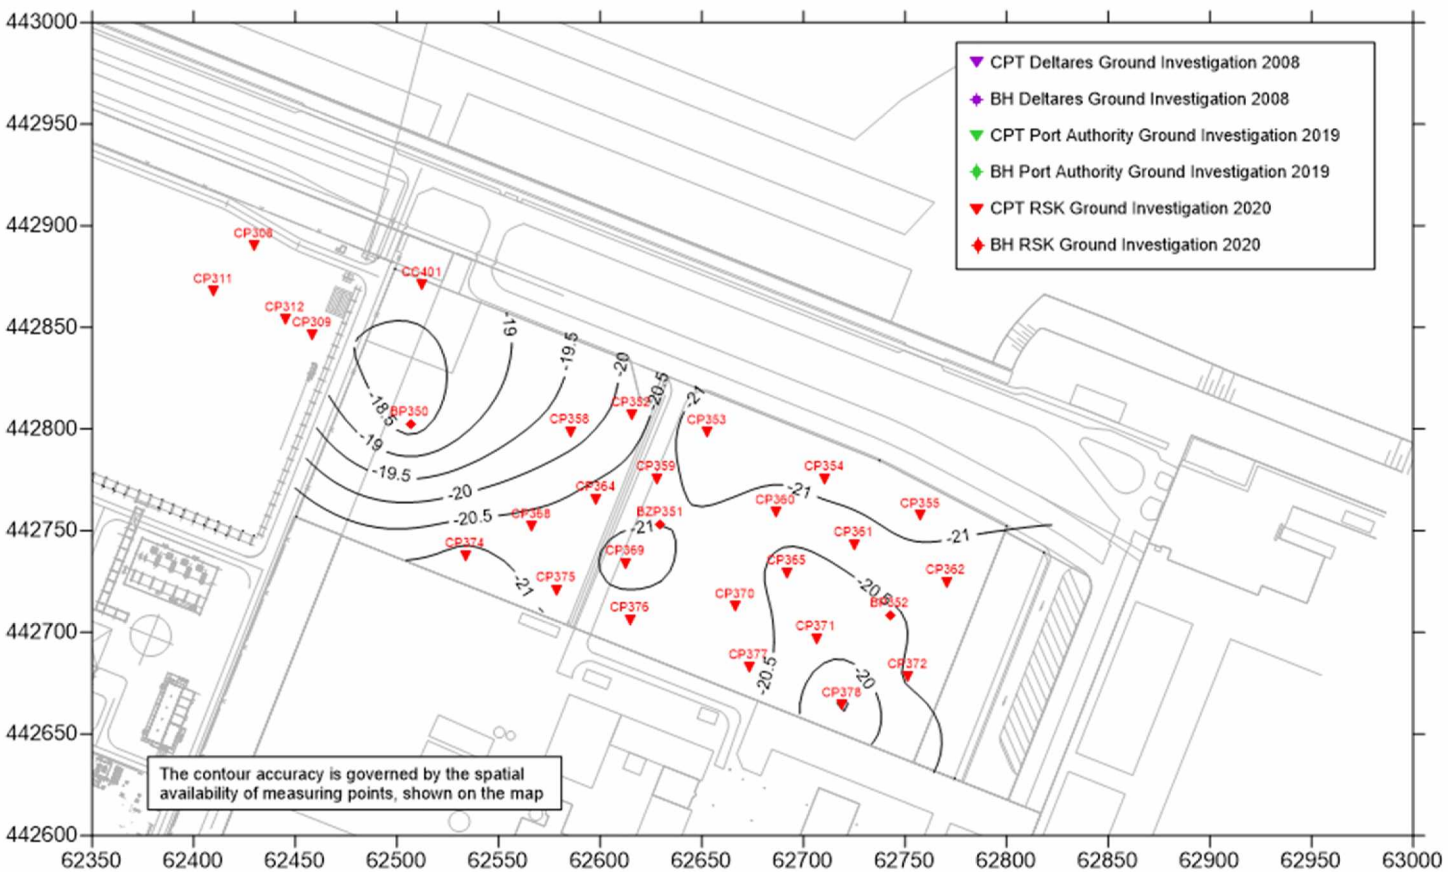 443000
CPT Deltares Ground Investigation 2008
BH Deltares Ground Investigation 2008
CPT Port Authority Ground Investigation 2019
BH Port Authority Ground Investigation 2019
CPT RSK Ground Investigation 2020
BH RSK Ground Investigation 2020
442950
442900
CP308
CP311
CC401
CP312
CP309
442850
-19
-19.5
-20
-20.5
-21
-18.5
BP350
CP352
CP358
CP353
442800
-19
-19.5
-20
-20.5
CP359
CP354
CP364
CP360
-21
CP355
442750
CP368
BZP351
-21
CP361
-21
CP374
CP369
CP365
CP362
CP375
-21
CP370
-20.5
BP352
CP376
442700
CP371
CP377
-20.5
CP372
-20
CP378
442650
The contour accuracy is governed by the spatial
availability of measuring points, shown on the map
442600
62350 62400 62450 62500 62550 62600 62650 62700 62750 62800 62850 62900 62950 63000